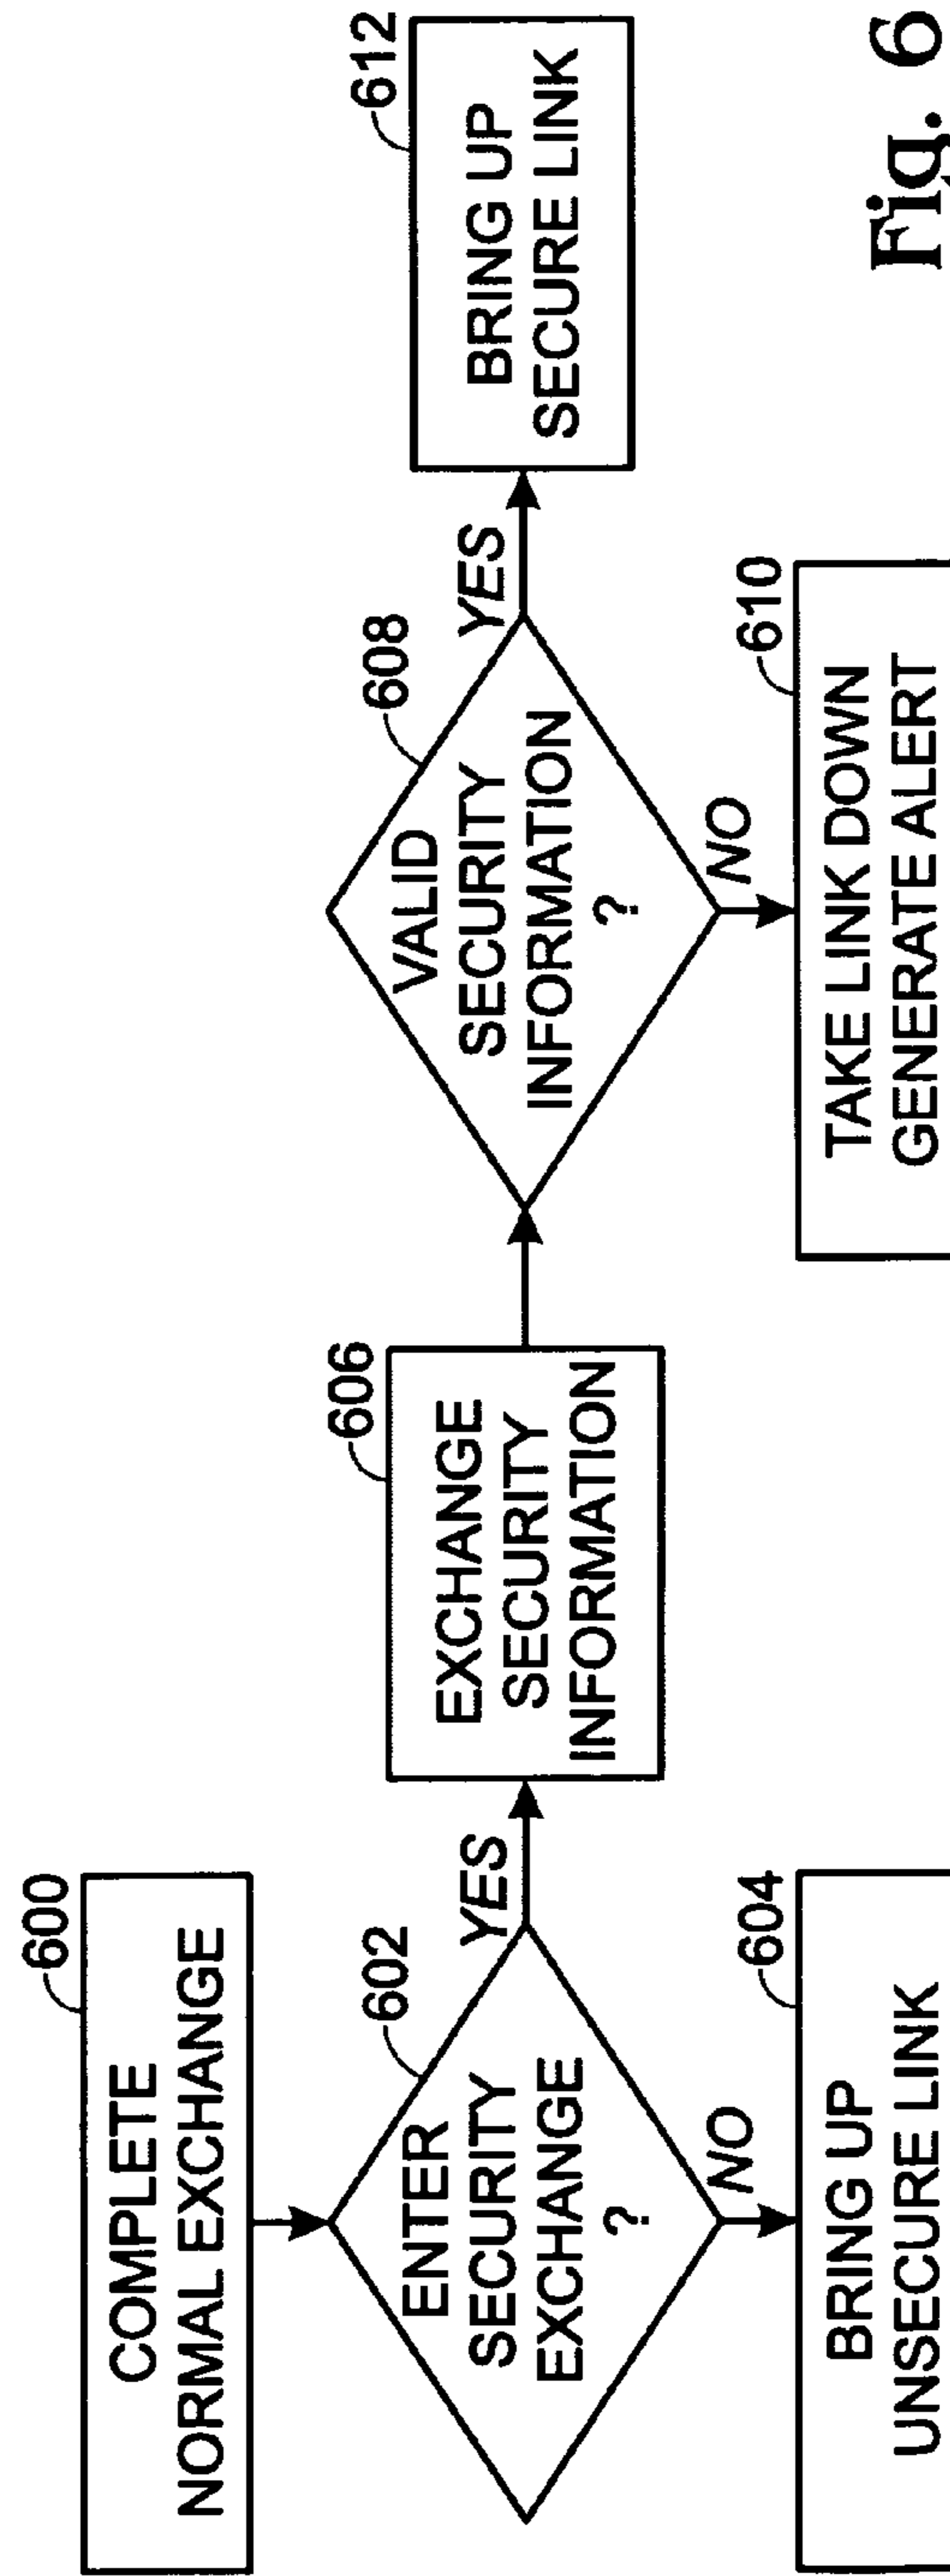 600
COMPLETE
NORMAL EXCHANGE
602
ENTER
SECURITY
EXCHANGE
?
YES
NO
604
BRING UP
UNSECURE LINK
606
EXCHANGE
SECURITY
INFORMATION
608
VALID
SECURITY
INFORMATION
?
YES
NO
610
TAKE LINK DOWN
GENERATE ALERT
612
BRING UP
SECURE LINK
Fig. 6